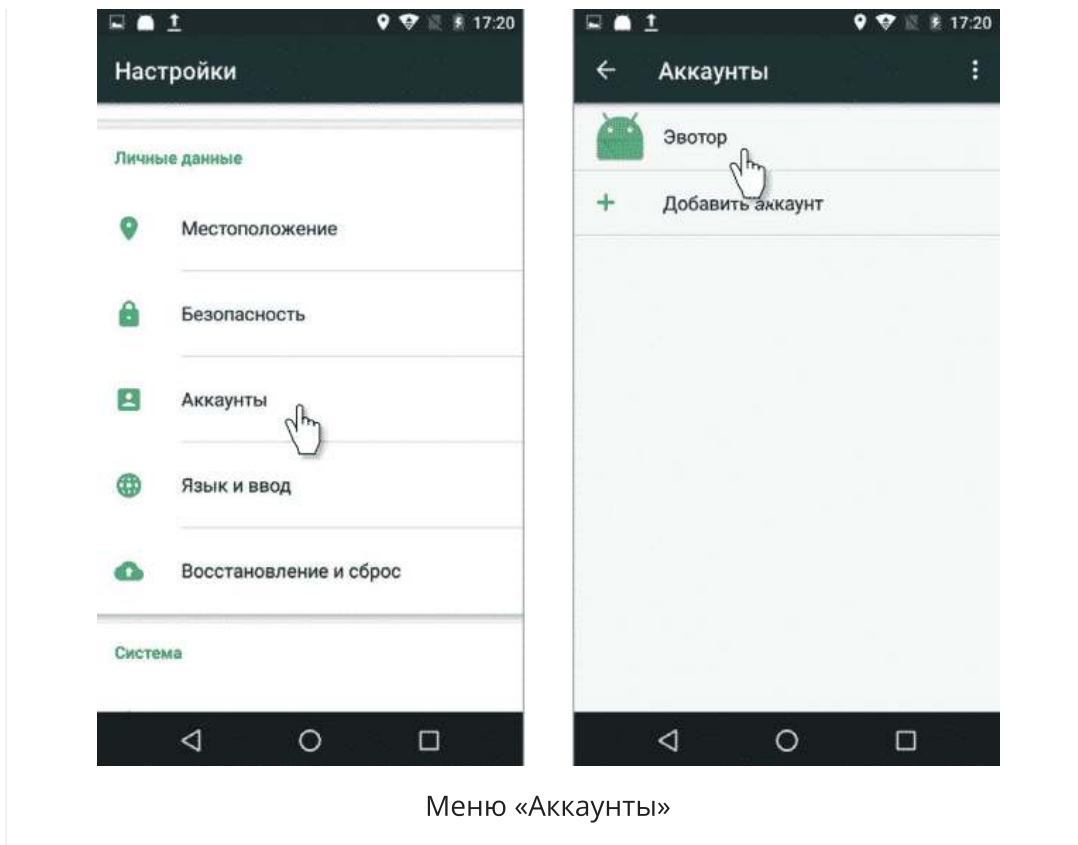 17:20
Настройки
Личные данные
Местоположение
Безопасность
Аккаунты
Язык и ввод
Восстановление и сброс
Система
17:20
Аккаунты
Эвотор
Добавить аккаунт
Меню «Аккаунты»